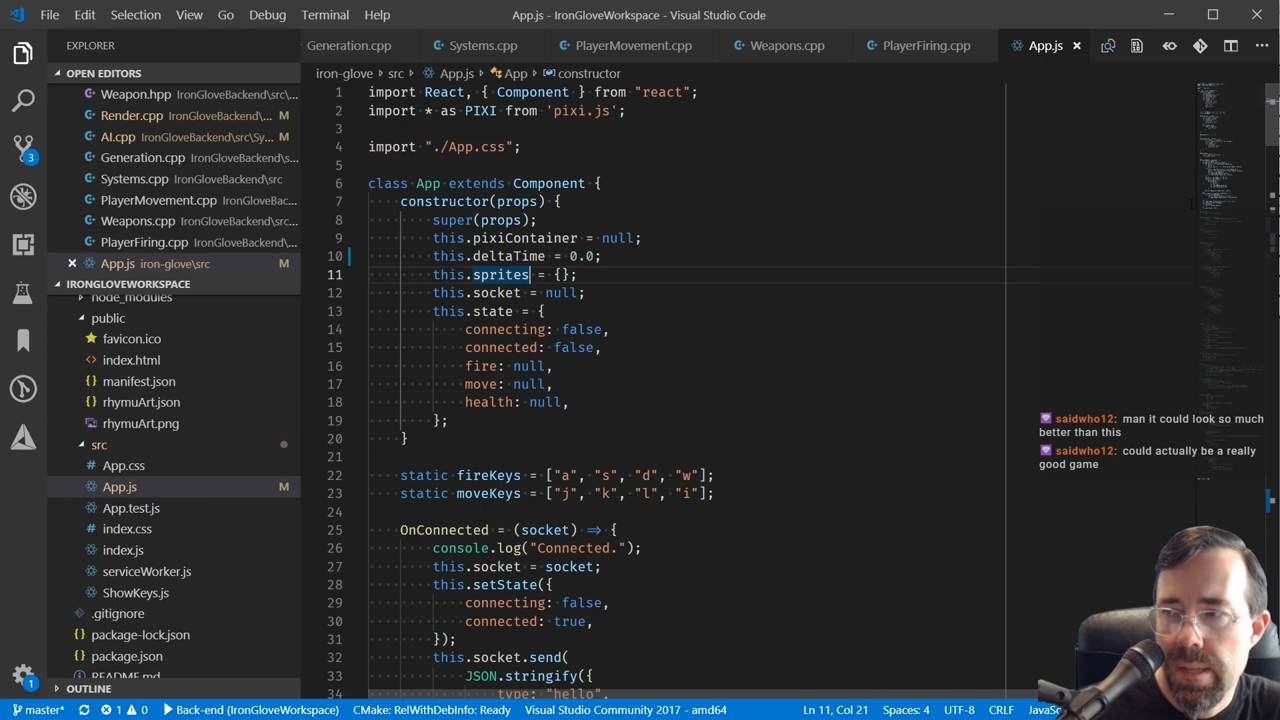 File Edit Selection View Go Debug Terminal Help
App.js - IronGloveWorkspace - Visual Studio Code
EXPLORER
Generation.cpp
Systems.cpp
PlayerMovement.cpp
Weapons.cpp
PlayerFiring.cpp
App.js
OPEN EDITORS
Weapon.hpp IronGloveBackend\src\...
Render.cpp IronGloveBackend\... M
AI.cpp IronGloveBackend\src\Sy... M
Generation.cpp IronGloveBackend\...
Systems.cpp IronGloveBackend\src
PlayerMovement.cpp IronGloveBack...
Weapons.cpp IronGloveBackend\src...
PlayerFiring.cpp IronGloveBackend\...
App.js iron-glove\src M
IRONGLOVEWORKSPACE
node_modules
public
favicon.ico
index.html
manifest.json
rhymuArt.json
rhymuArt.png
src
App.css
App.js M
App.test.js
index.css
index.js
serviceWorker.js
ShowKeys.js
.gitignore
package-lock.json
package.json
README.md
OUTLINE
3
1
iron-glove > src > App.js > App > constructor
1 import React, { Component } from "react";
2 import * as PIXI from 'pixi.js';
3
4 import "./App.css";
5
6 class App extends Component {
7 constructor(props) {
8 super(props);
9 this.pixiContainer = null;
10 this.deltaTime = 0.0;
11 this.sprites = {};
12 this.socket = null;
13 this.state = {
14 connecting: false,
15 connected: false,
16 fire: null,
17 move: null,
18 health: null,
19 };
20 }
21
22 static fireKeys = ["a", "s", "d", "w"];
23 static moveKeys = ["j", "k", "l", "i"];
24
25 OnConnected = (socket) => {
26 console.log("Connected.");
27 this.socket = socket;
28 this.setState({
29 connecting: false,
30 connected: true,
31 });
32 this.socket.send(
33 JSON.stringify({
34 type: "hello",
saidwho12: man it could look so much
better than this
saidwho12: could actually be a really
good game
master* 1 0 Back-end (IronGloveWorkspace) CMake: RelWithDebInfo: Ready Visual Studio Community 2017 - amd64 Ln 11, Col 21 Spaces: 4 UTF-8 CRLF